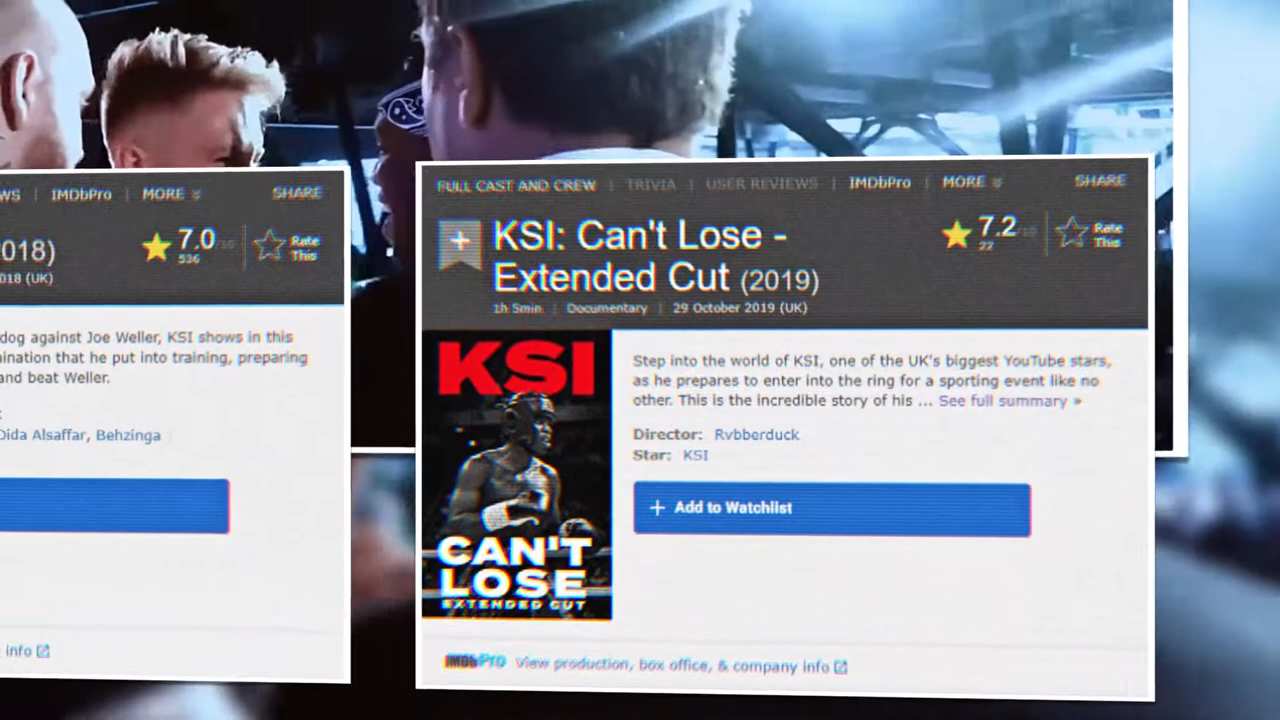 WS | IMDbPro | MORE SHARE
018)
7.0/10
536
Rate
This
018 (UK)
dog against Joe Weller, KSI shows in this
ination that he put into training, preparing
and beat Weller.
Dida Alsaffar, Behzinga
info
FULL CAST AND CREW | TRIVIA | USER REVIEWS | IMDbPro | MORE SHARE
+ KSI: Can't Lose -
Extended Cut (2019)
7.2/10
22
Rate
This
1h 5min | Documentary | 29 October 2019 (UK)
KSI
CAN'T
LOSE
EXTENDED CUT
Step into the world of KSI, one of the UK's biggest YouTube stars,
as he prepares to enter into the ring for a sporting event like no
other. This is the incredible story of his ... See full summary »
Director: Rvbberduck
Star: KSI
+ Add to Watchlist
IMDbPro View production, box office, & company info